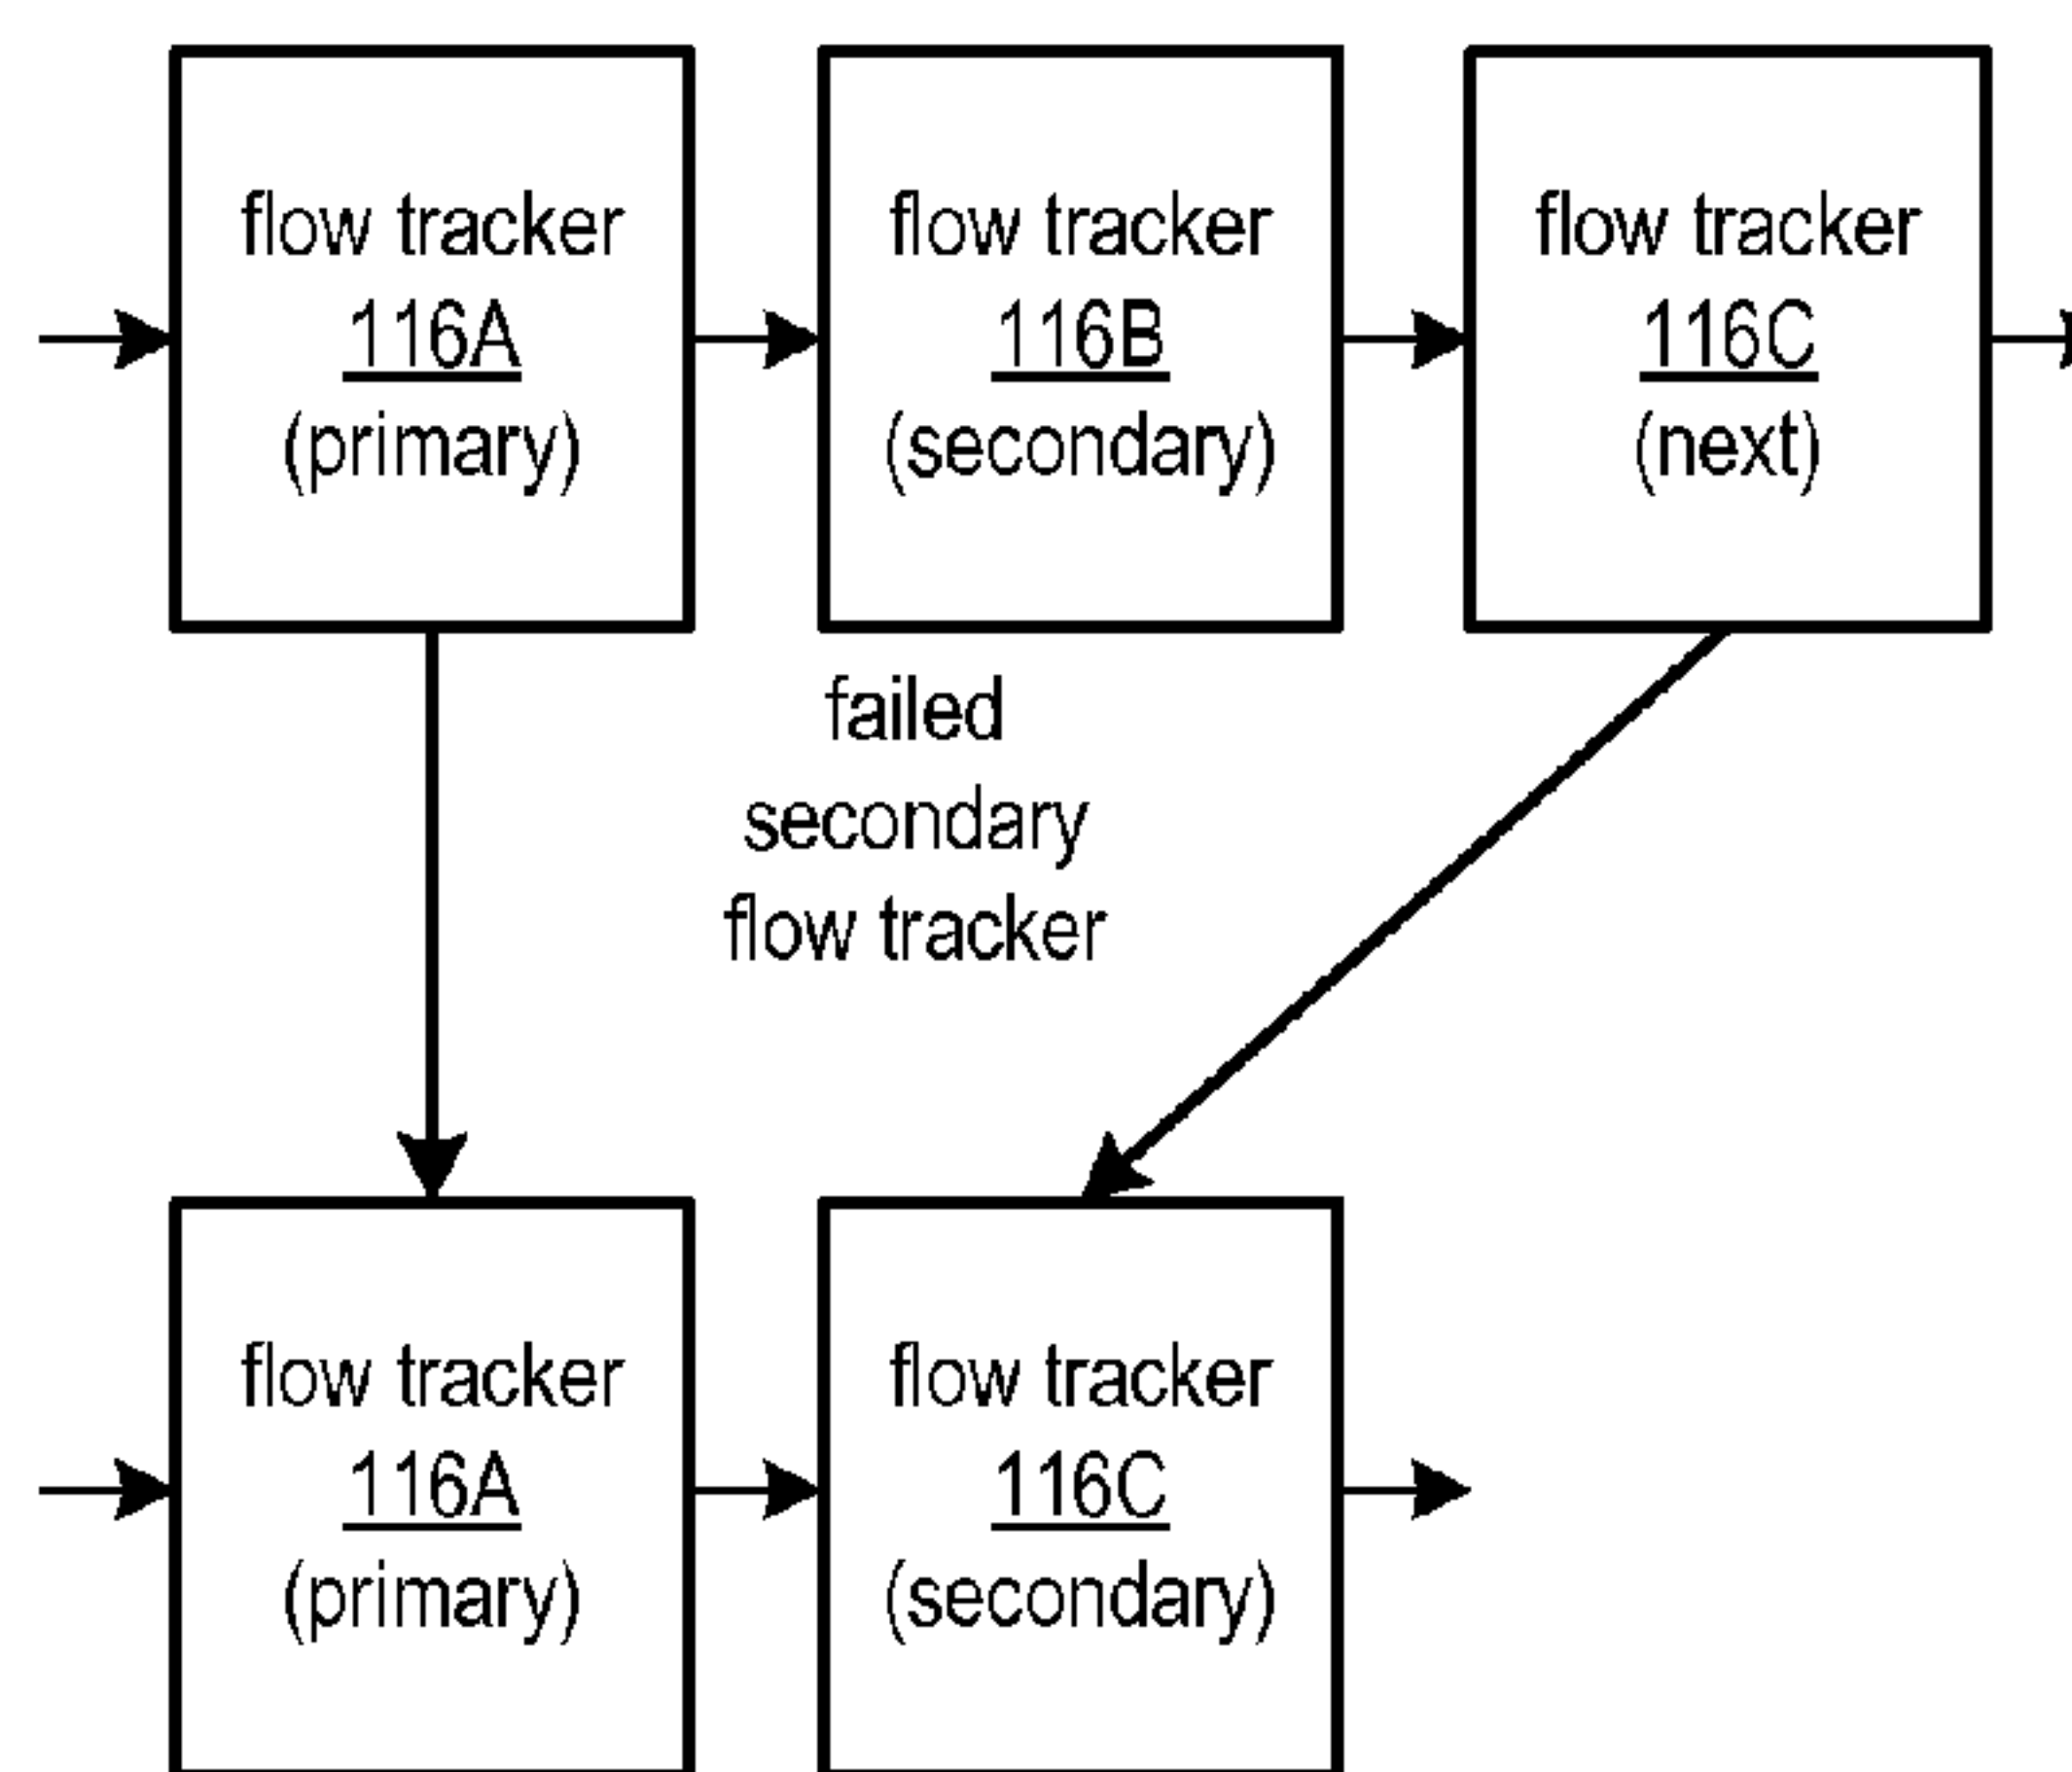 flow tracker
116A
(primary)
flow tracker
116B
(secondary)
flow tracker
116C
(next)
failed
secondary
flow tracker
flow tracker
116A
(primary)
flow tracker
116C
(secondary)